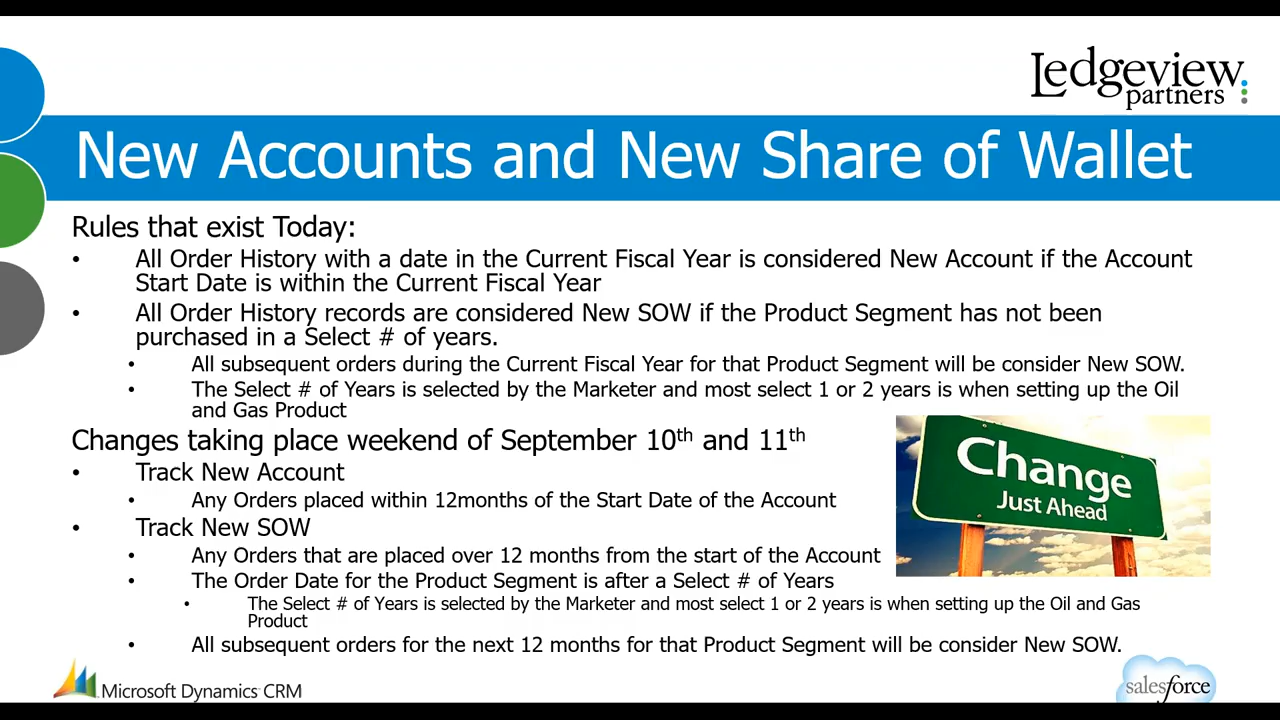 Ledgeview
partners
New Accounts and New Share of Wallet
Rules that exist Today:
• All Order History with a date in the Current Fiscal Year is considered New Account if the Account
Start Date is within the Current Fiscal Year
• All Order History records are considered New SOW if the Product Segment has not been
purchased in a Select # of years.
• All subsequent orders during the Current Fiscal Year for that Product Segment will be consider New SOW.
• The Select # of Years is selected by the Marketer and most select 1 or 2 years is when setting up the Oil
and Gas Product
Changes taking place weekend of September 10th and 11th
• Track New Account
• Any Orders placed within 12months of the Start Date of the Account
• Track New SOW
• Any Orders that are placed over 12 months from the start of the Account
• The Order Date for the Product Segment is after a Select # of Years
• The Select # of Years is selected by the Marketer and most select 1 or 2 years is when setting up the Oil and Gas
Product
• All subsequent orders for the next 12 months for that Product Segment will be consider New SOW.
Change
Just Ahead
Microsoft Dynamics CRM
salesforce